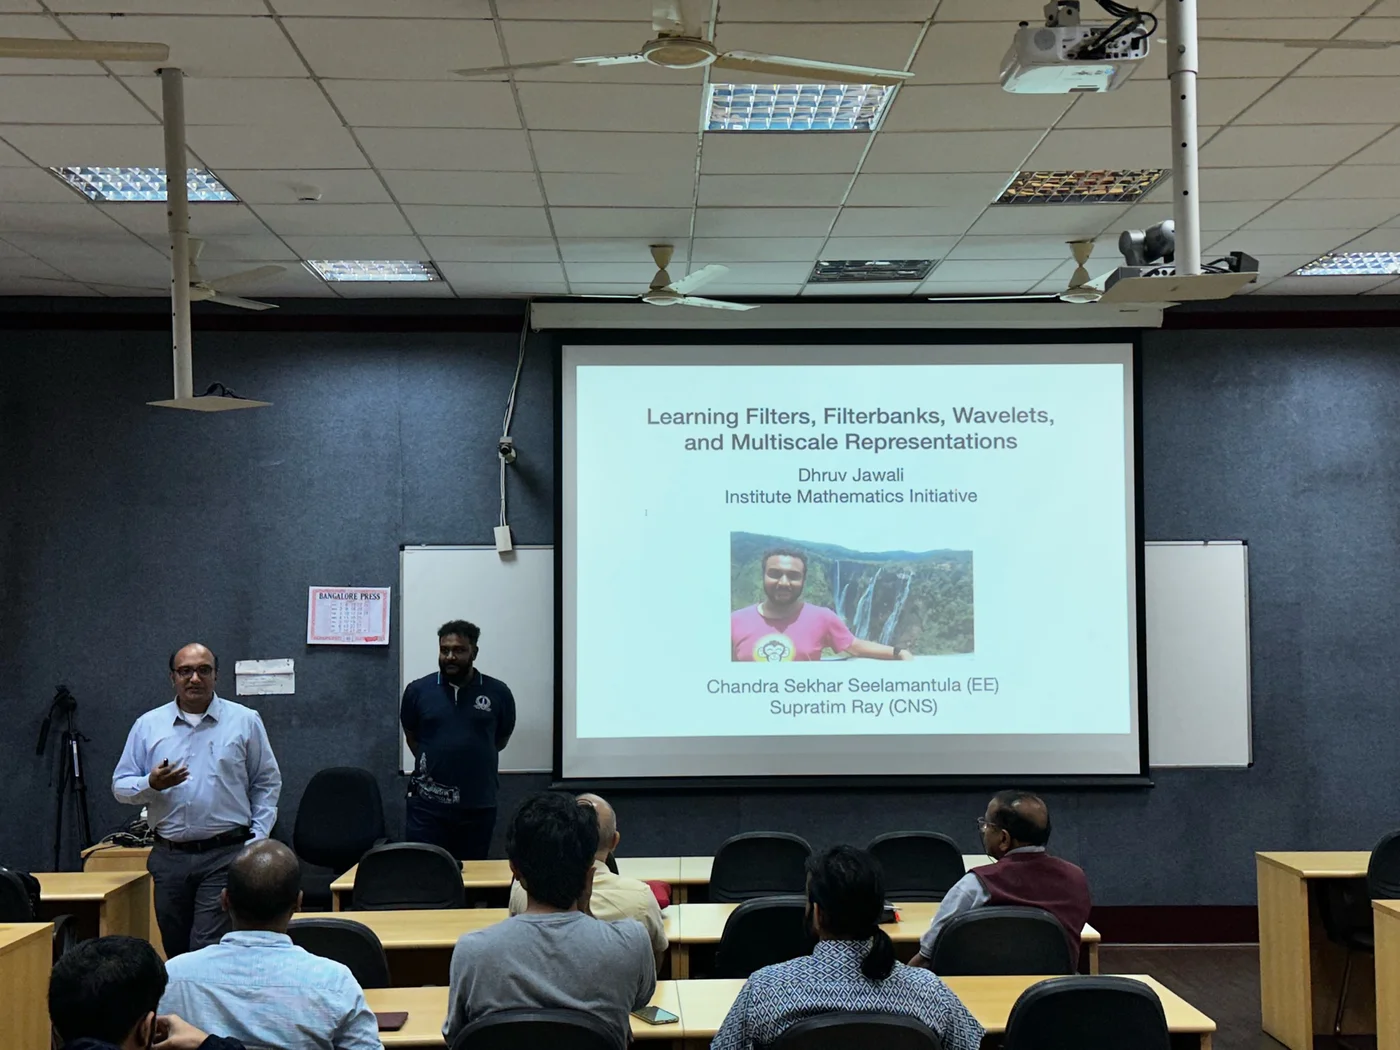 Learning Filters, Filterbanks, Wavelets,
and Multiscale Representations
Dhruv Jawali
Institute Mathematics Initiative
Chandra Sekhar Seelamantula (EE)
Supratim Ray (CNS)
BANGALORE PRESS